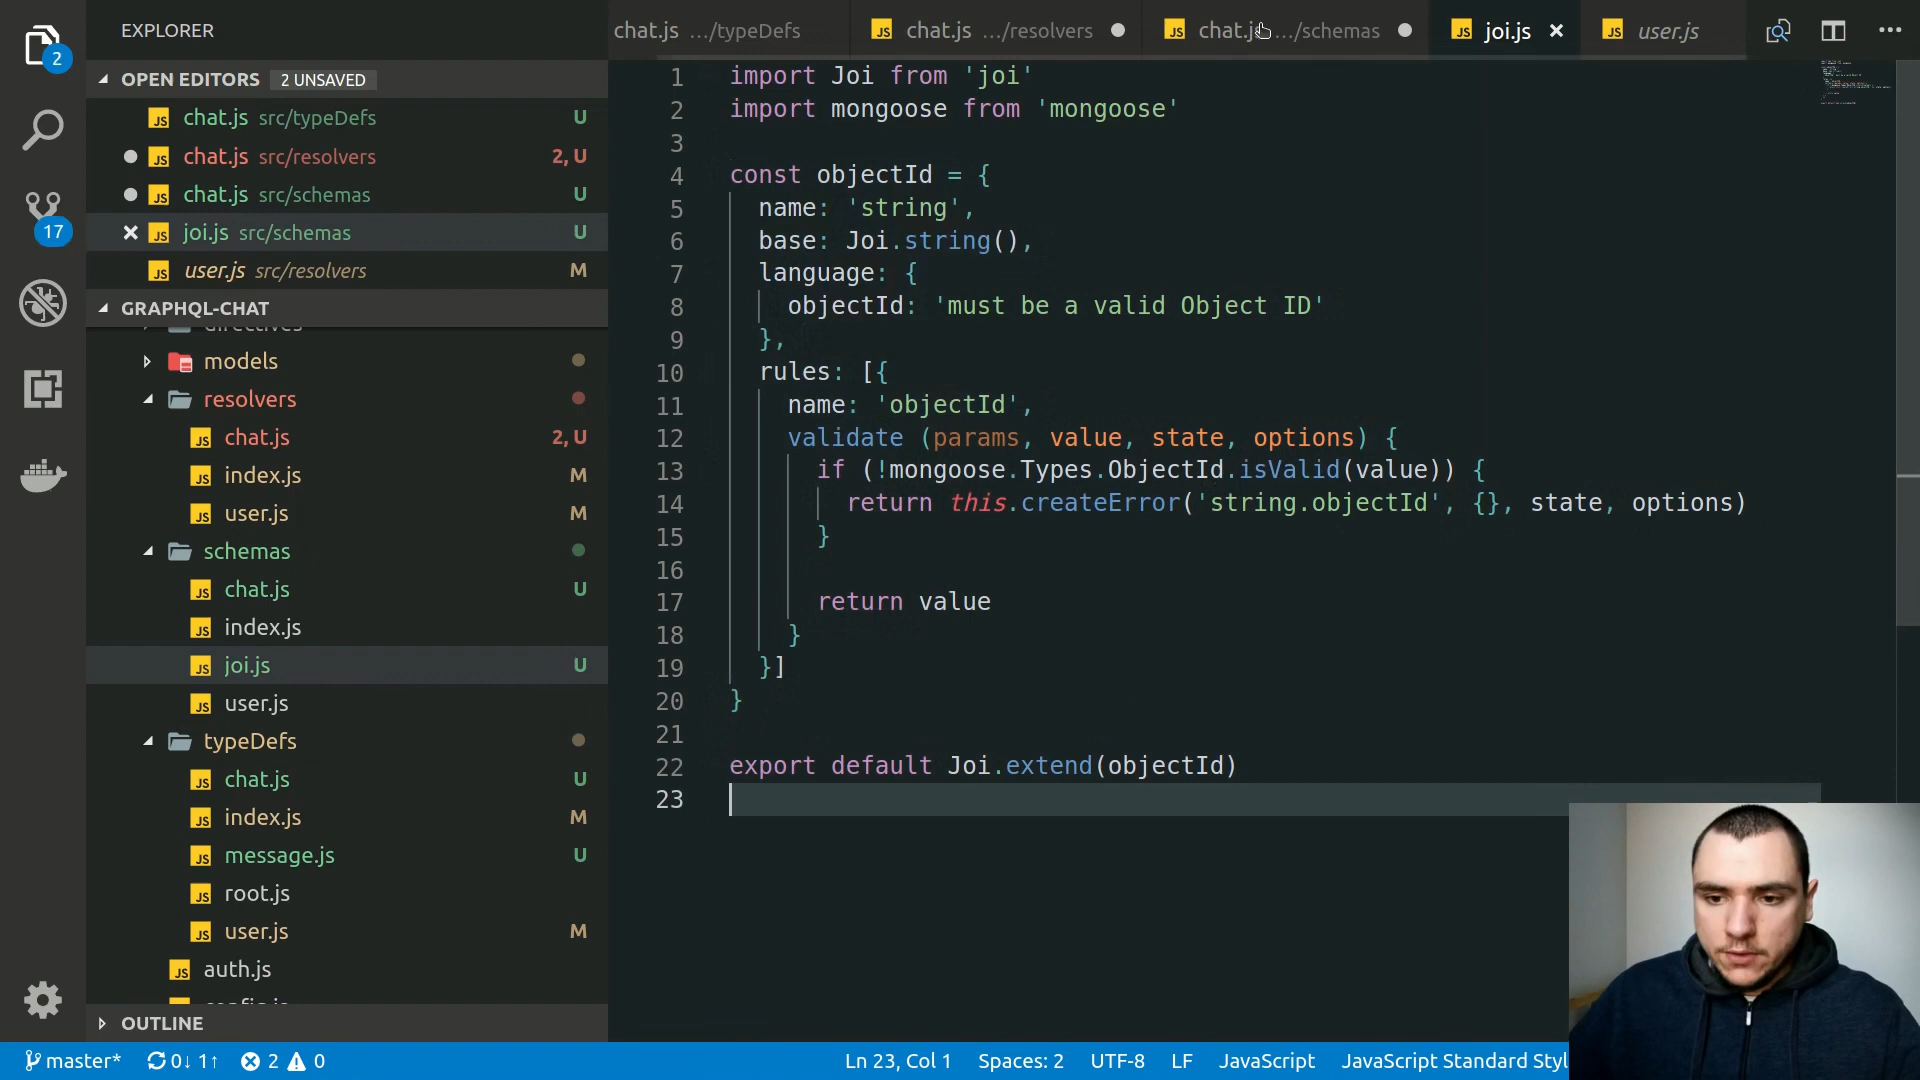 EXPLORER
OPEN EDITORS 2 UNSAVED
chat.js src/typeDefs U
chat.js src/resolvers 2, U
chat.js src/schemas U
joi.js src/schemas U
user.js src/resolvers M
GRAPHQL-CHAT
directives
models
resolvers
chat.js 2, U
index.js M
user.js M
schemas
chat.js U
index.js
joi.js U
user.js
typeDefs
chat.js U
index.js M
message.js U
root.js
user.js M
auth.js
config.js
OUTLINE
2
17
chat.js .../typeDefs
chat.js .../resolvers
chat.js .../schemas
joi.js
user.js
1 import Joi from 'joi'
2 import mongoose from 'mongoose'
3
4 const objectId = {
5 name: 'string',
6 base: Joi.string(),
7 language: {
8 objectId: 'must be a valid Object ID'
9 },
10 rules: [{
11 name: 'objectId',
12 validate (params, value, state, options) {
13 if (!mongoose.Types.ObjectId.isValid(value)) {
14 return this.createError('string.objectId', {}, state, options)
15 }
16
17 return value
18 }
19 }]
20 }
21
22 export default Joi.extend(objectId)
23
master* 0↓ 1↑ 2 0 Ln 23, Col 1 Spaces: 2 UTF-8 LF JavaScript JavaScript Standard Styl